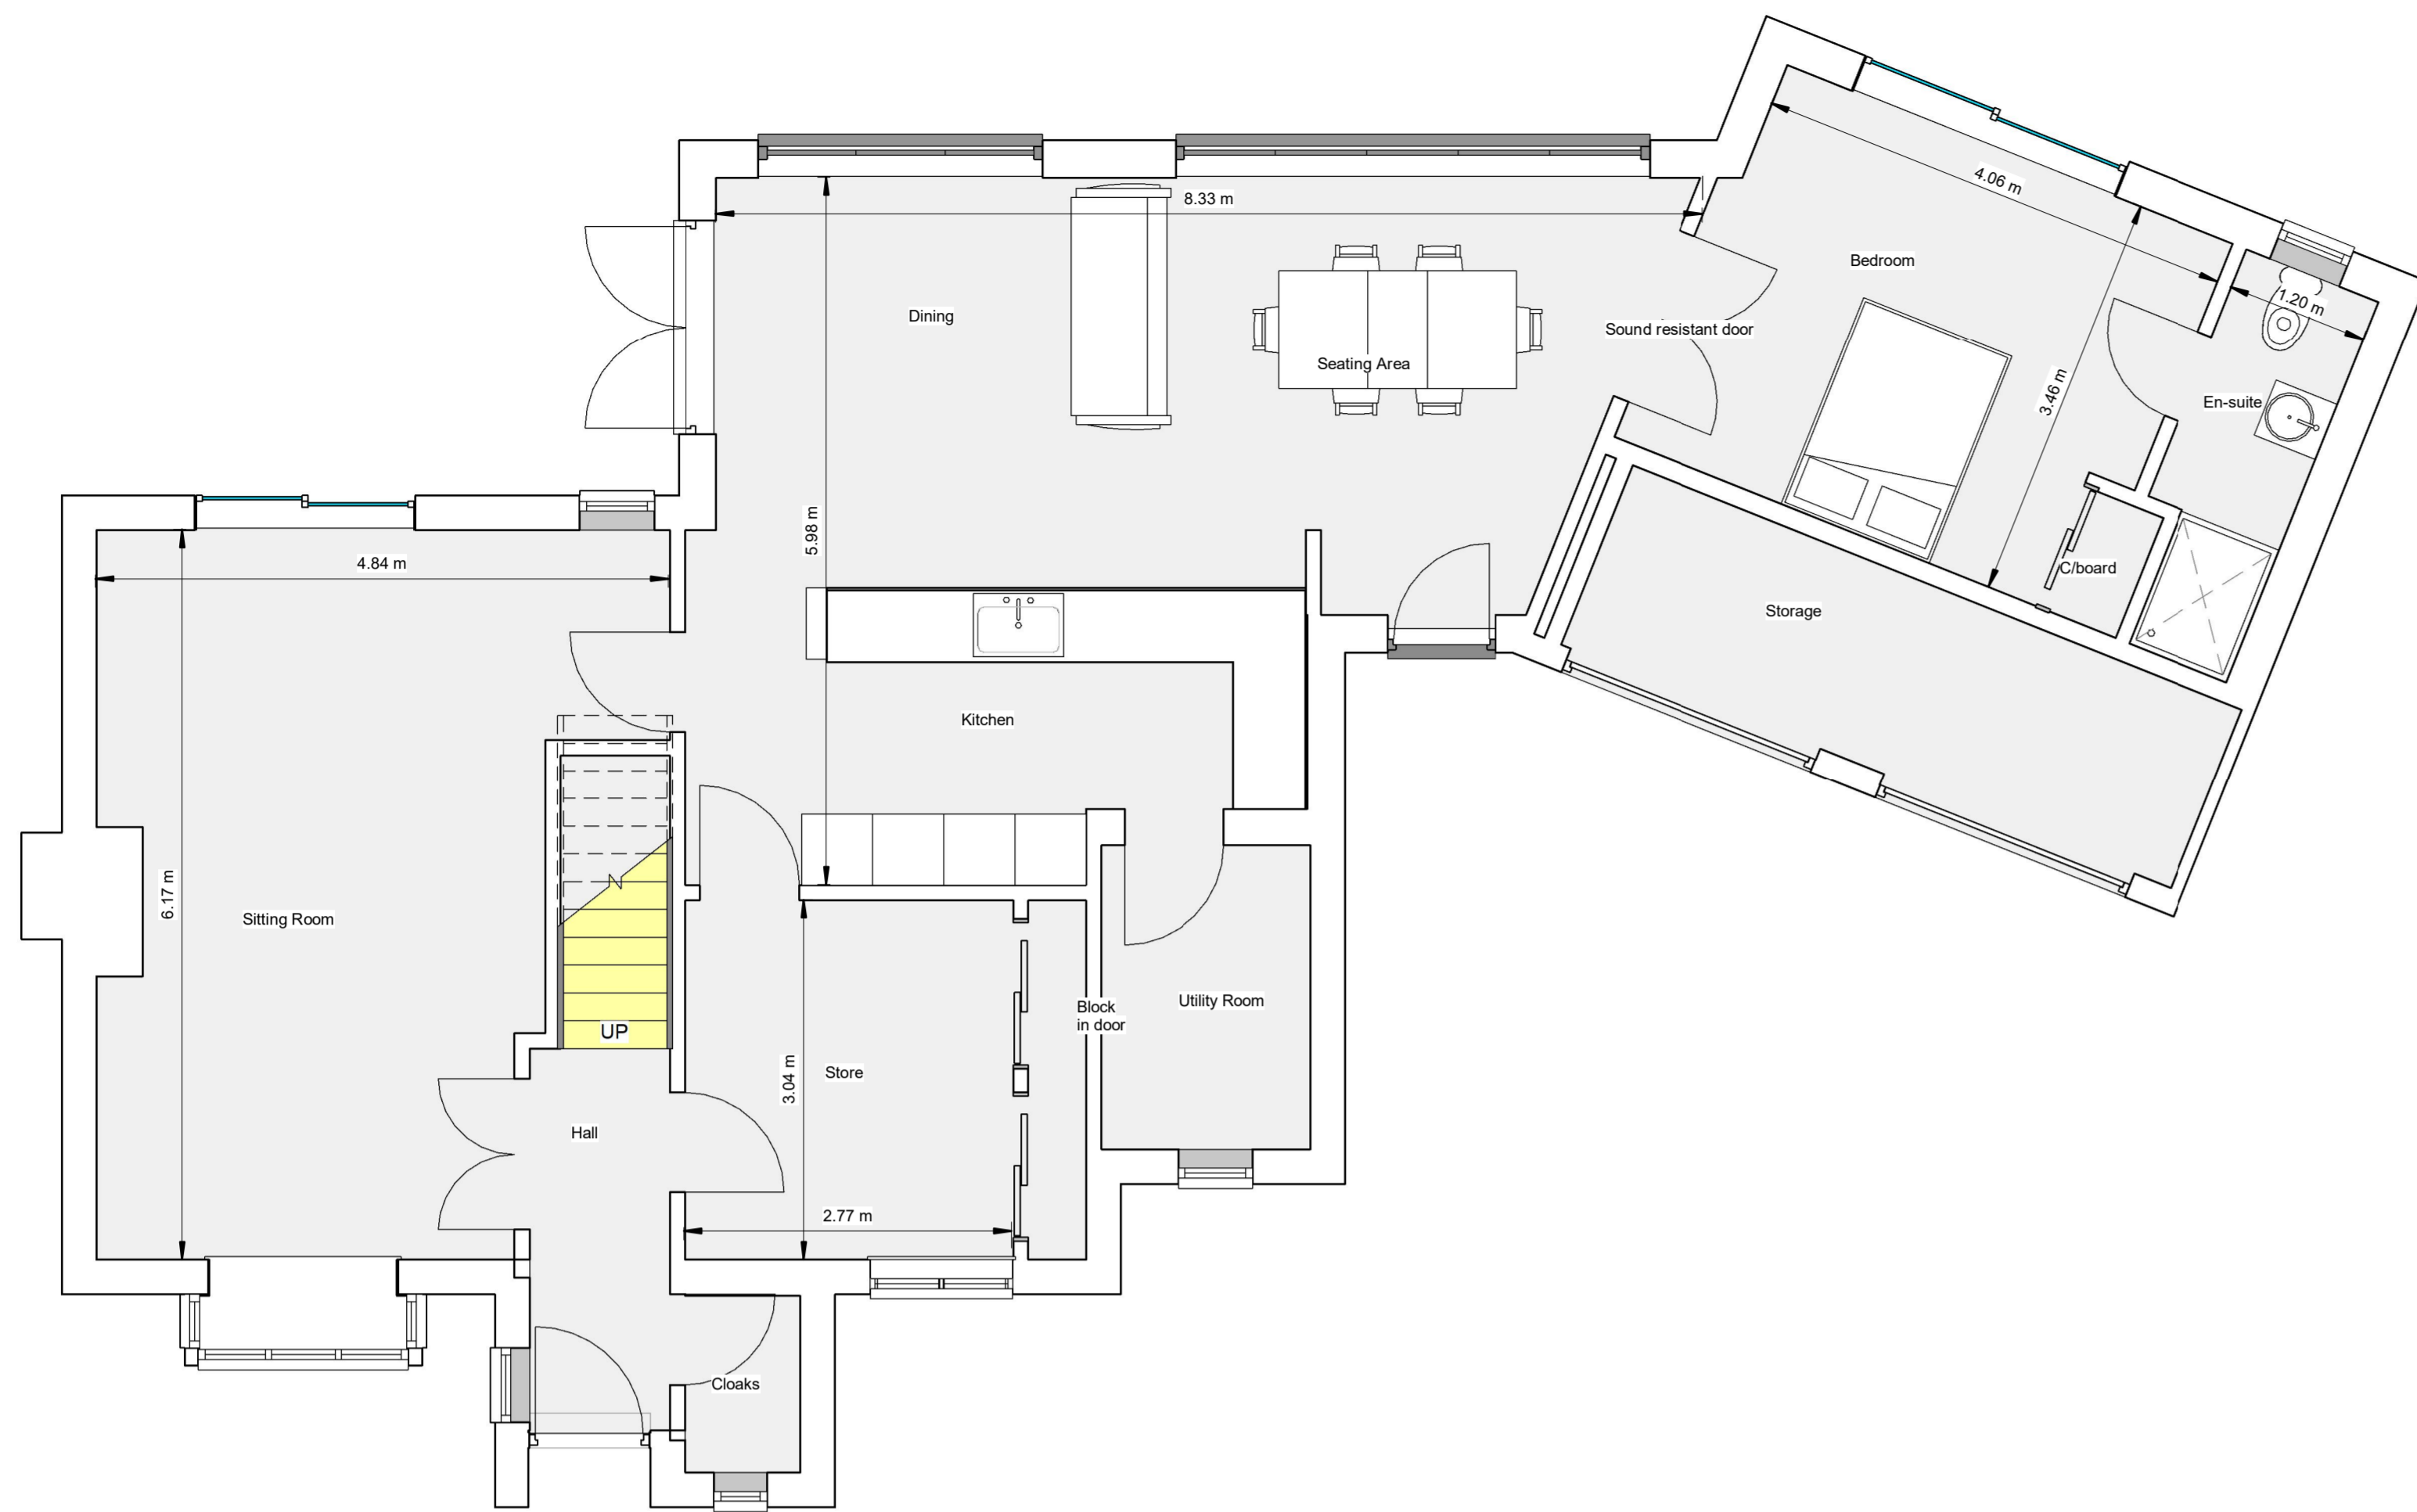 4.06 m
8.33 m
Bedroom
1.20 m
Dining
Sound resistant door
Seating Area
3.46 m
En-suite
5.98 m
4.84 m
C/board
Storage
Kitchen
6.17 m
Sitting Room
Block
in door
Utility Room
UP
Store
3.04 m
Hall
2.77 m
Cloaks